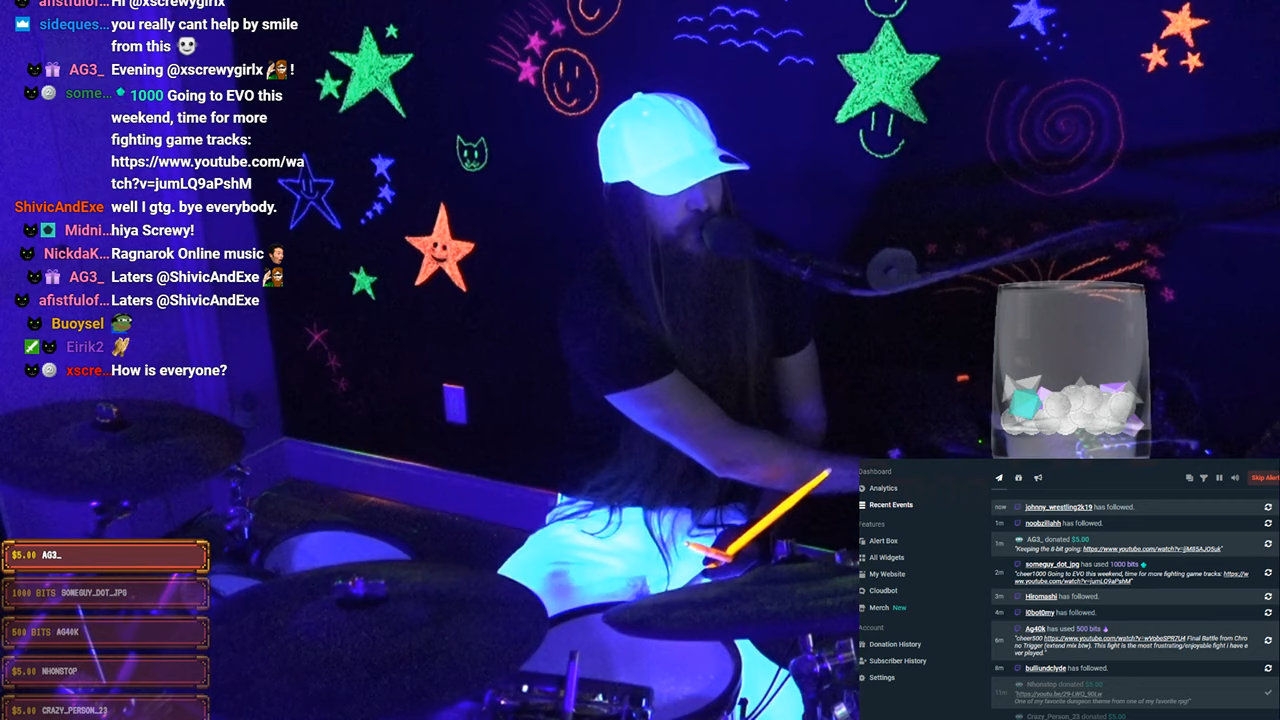 afistulof... Hi @xscrewygirlx
sideques... you really cant help by smile
from this
AG3_ Evening @xscrewygirlx !
some... 1000 Going to EVO this
weekend, time for more
fighting game tracks:
https://www.youtube.com/wa
tch?v=jumLQ9aPshM
ShivicAndExe well I gtg. bye everybody.
Midni... hiya Screwy!
NickdaK... Ragnarok Online music
AG3_ Laters @ShivicAndExe
afistulof... Laters @ShivicAndExe
Buoysel
Eirik2
xscre... How is everyone?
$5.00 AG3_
1000 BITS SOMEGUY_DOT_JPG
500 BITS AG40K
$5.00 NHONSTOP
$5.00 CRAZY_PERSON_23
Dashboard
Analytics
Recent Events
Features
Alert Box
All Widgets
My Website
Cloudbot
Merch New
Account
Donation History
Subscriber History
Settings
Skip Alert
now johnny_wrestling2k19 has followed.
1m noobzillahh has followed.
1m AG3_ donated $5.00
"Keeping the 8-bit going: https://www.youtube.com/watch?v=jjM85AJO5uk"
2m someguy_dot_jpg has used 1000 bits
"cheer1000 Going to EVO this weekend, time for more fighting game tracks: https://w
ww.youtube.com/watch?v=jumLQ9aPshM"
3m Hiromashi has followed.
4m l0bot0my has followed.
6m Ag40k has used 500 bits
"cheer500 https://www.youtube.com/watch?v=wVobeSPR7U4 Final Battle from Chro
no Trigger (extend mix btw). This fight is the most frustrating/enjoyable fight I have e
ver played."
8m bulliundclyde has followed.
11m Nhonstop donated $5.00
One of my favorite dungeon theme from one of my favorite rpg!"
Crazy_Person_23 donated $5.00